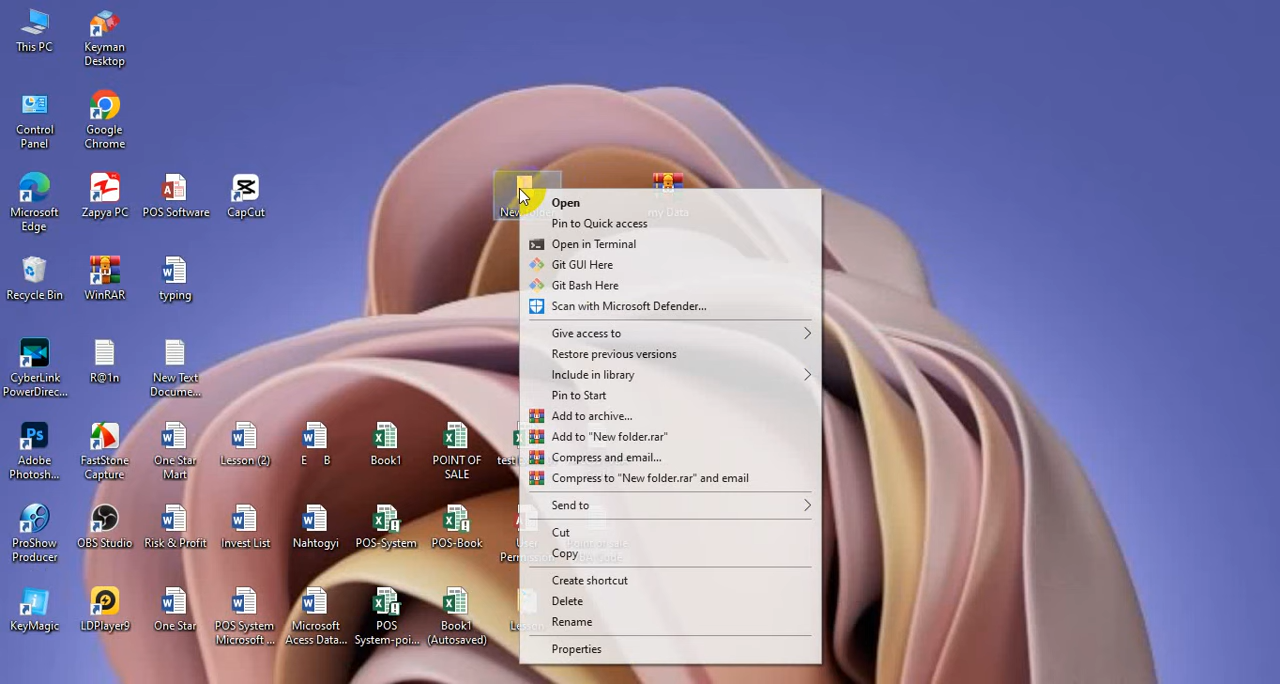 This PC
Keyman
Desktop
Control
Panel
Google
Chrome
Microsoft
Edge
Zapya PC
POS Software
CapCut
my Data
Recycle Bin
WinRAR
typing
CyberLink
PowerDirec...
R@1n
New Text
Docume...
Adobe
Photosh...
FastStone
Capture
One Star
Mart
Lesson (2)
E B
Book1
POINT OF
SALE
ProShow
Producer
OBS Studio
Risk & Profit
Invest List
Nahtogyi
POS-System
POS-Book
KeyMagic
LDPlayer9
One Star
POS System
Microsoft ...
Microsoft
Acess Data...
POS
System-poi...
Book1
(Autosaved)
Open
Pin to Quick access
Open in Terminal
Git GUI Here
Git Bash Here
Scan with Microsoft Defender...
Give access to
Restore previous versions
Include in library
Pin to Start
Add to archive...
Add to "New folder.rar"
Compress and email...
Compress to "New folder.rar" and email
Send to
Cut
Copy
Create shortcut
Delete
Rename
Properties